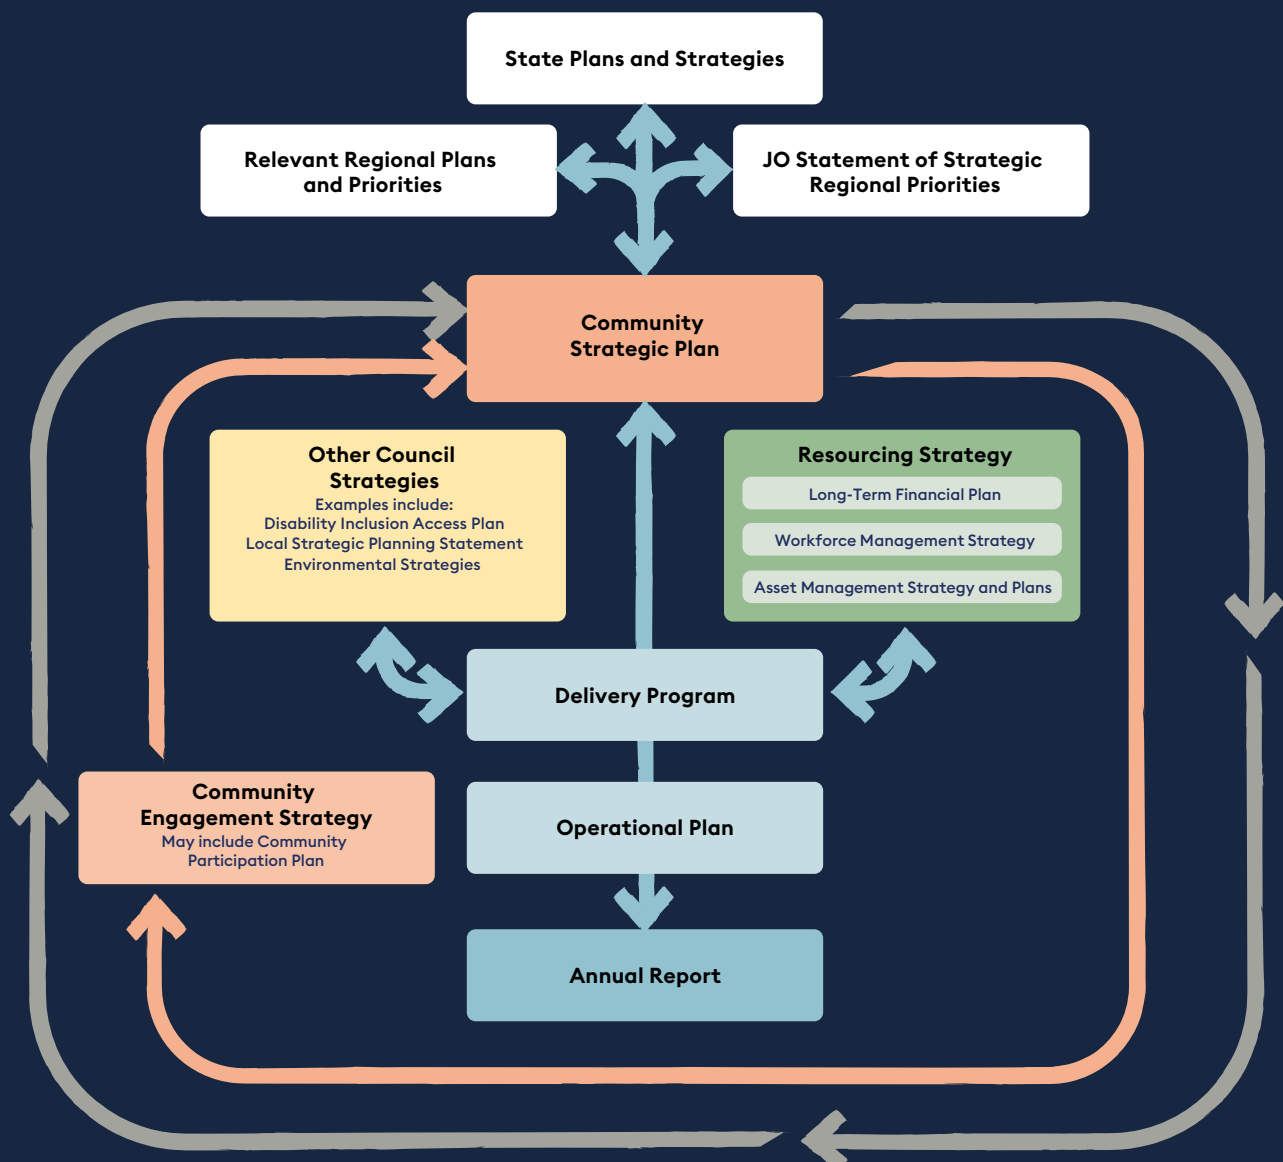 State Plans and Strategies
Relevant Regional Plans
and Priorities
JO Statement of Strategic
Regional Priorities
Community
Strategic Plan
Other Council
Strategies
Examples include:
Disability Inclusion Access Plan
Local Strategic Planning Statement
Environmental Strategies
Resourcing Strategy
Long-Term Financial Plan
Workforce Management Strategy
Asset Management Strategy and Plans
Delivery Program
Community
Engagement Strategy
May include Community
Participation Plan
Operational Plan
Annual Report